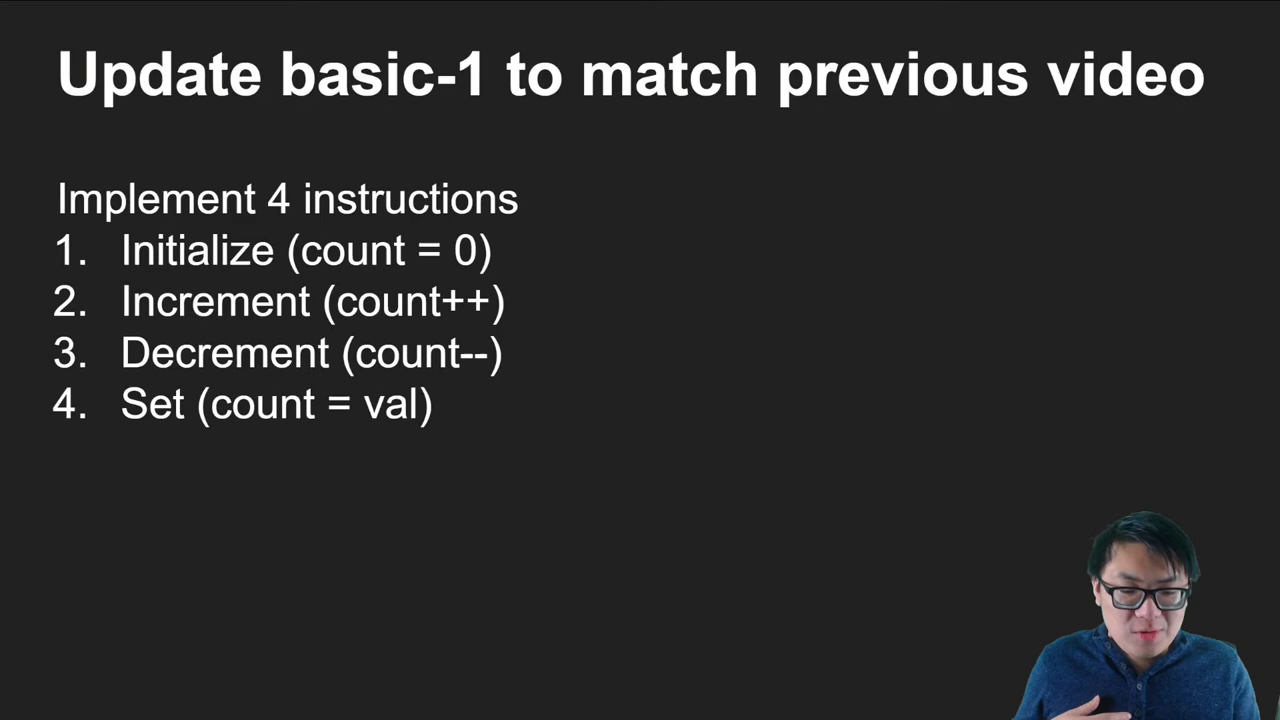 Update basic-1 to match previous video
Implement 4 instructions
1. Initialize (count = 0)
2. Increment (count++)
3. Decrement (count--)
4. Set (count = val)